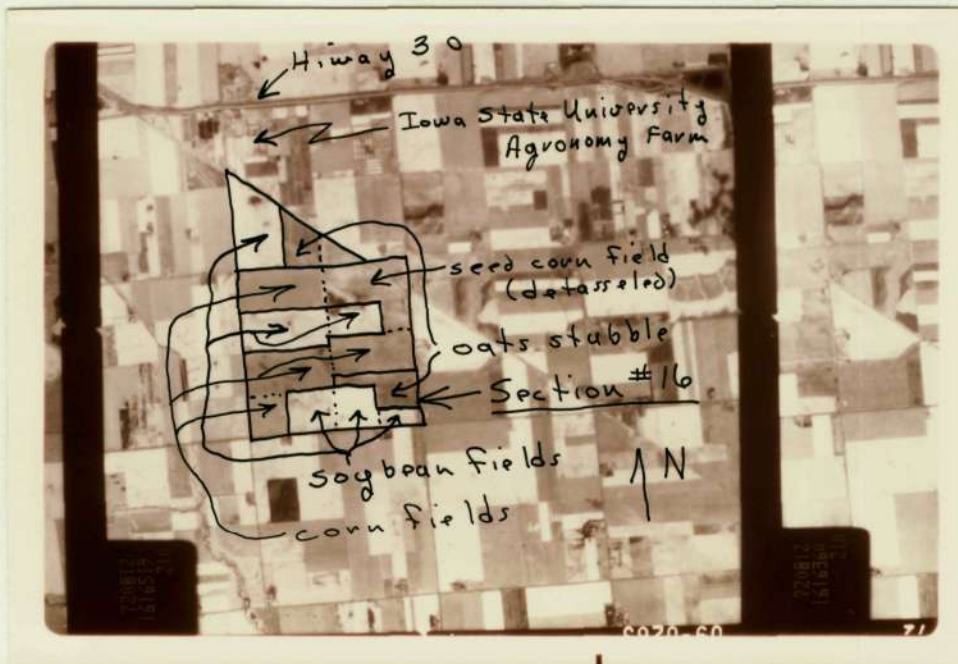 Hiway 30
Iowa State University
Agronomy Farm
seed corn field
(detasseled)
oats stubble
Section #16
soybean fields
N
corn fields